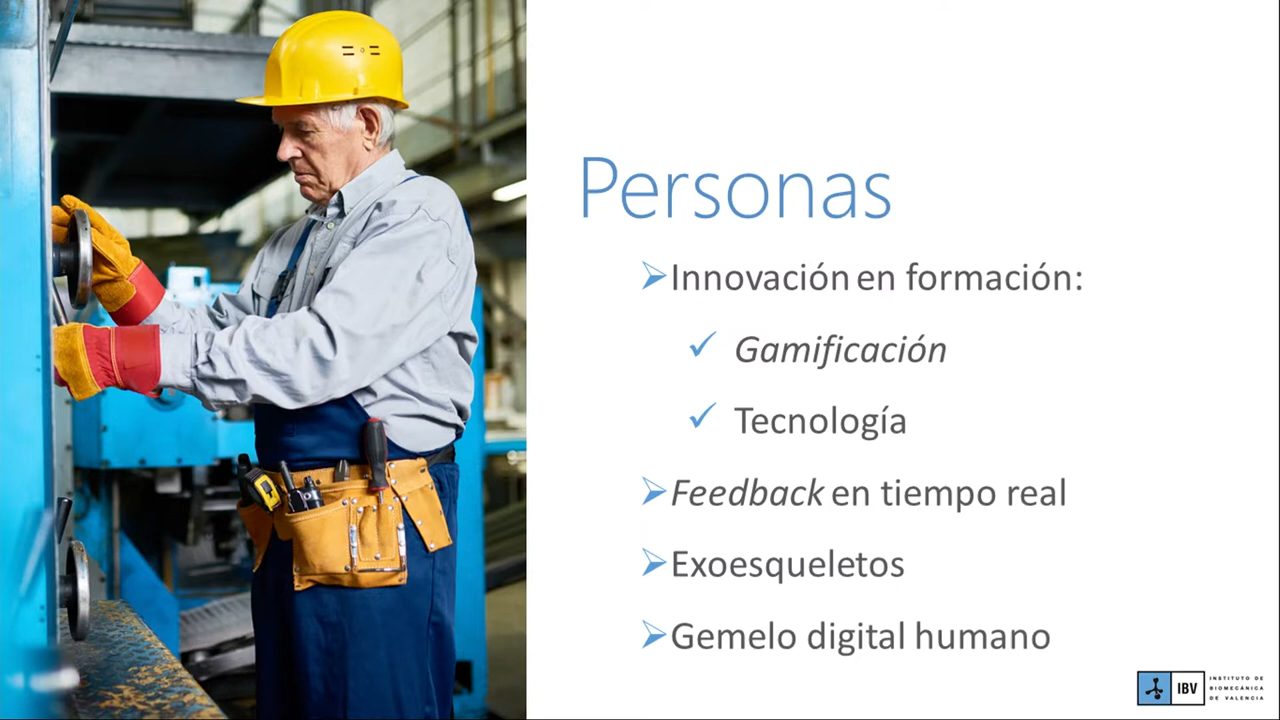 Personas
Innovación en formación:
Gamificación
Tecnología
Feedback en tiempo real
Exoesqueletos
Gemelo digital humano
IBV
INSTITUTO DE
BIOMECÁNICA
DE VALENCIA